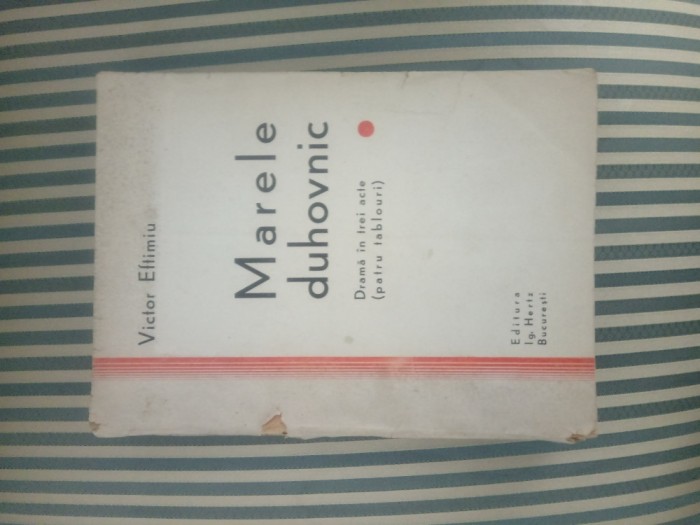 Victor Eftimiu
Marele
duhovnic
Dramă în trei acte
(patru tablouri)
Editura
Ig. Hertz
București